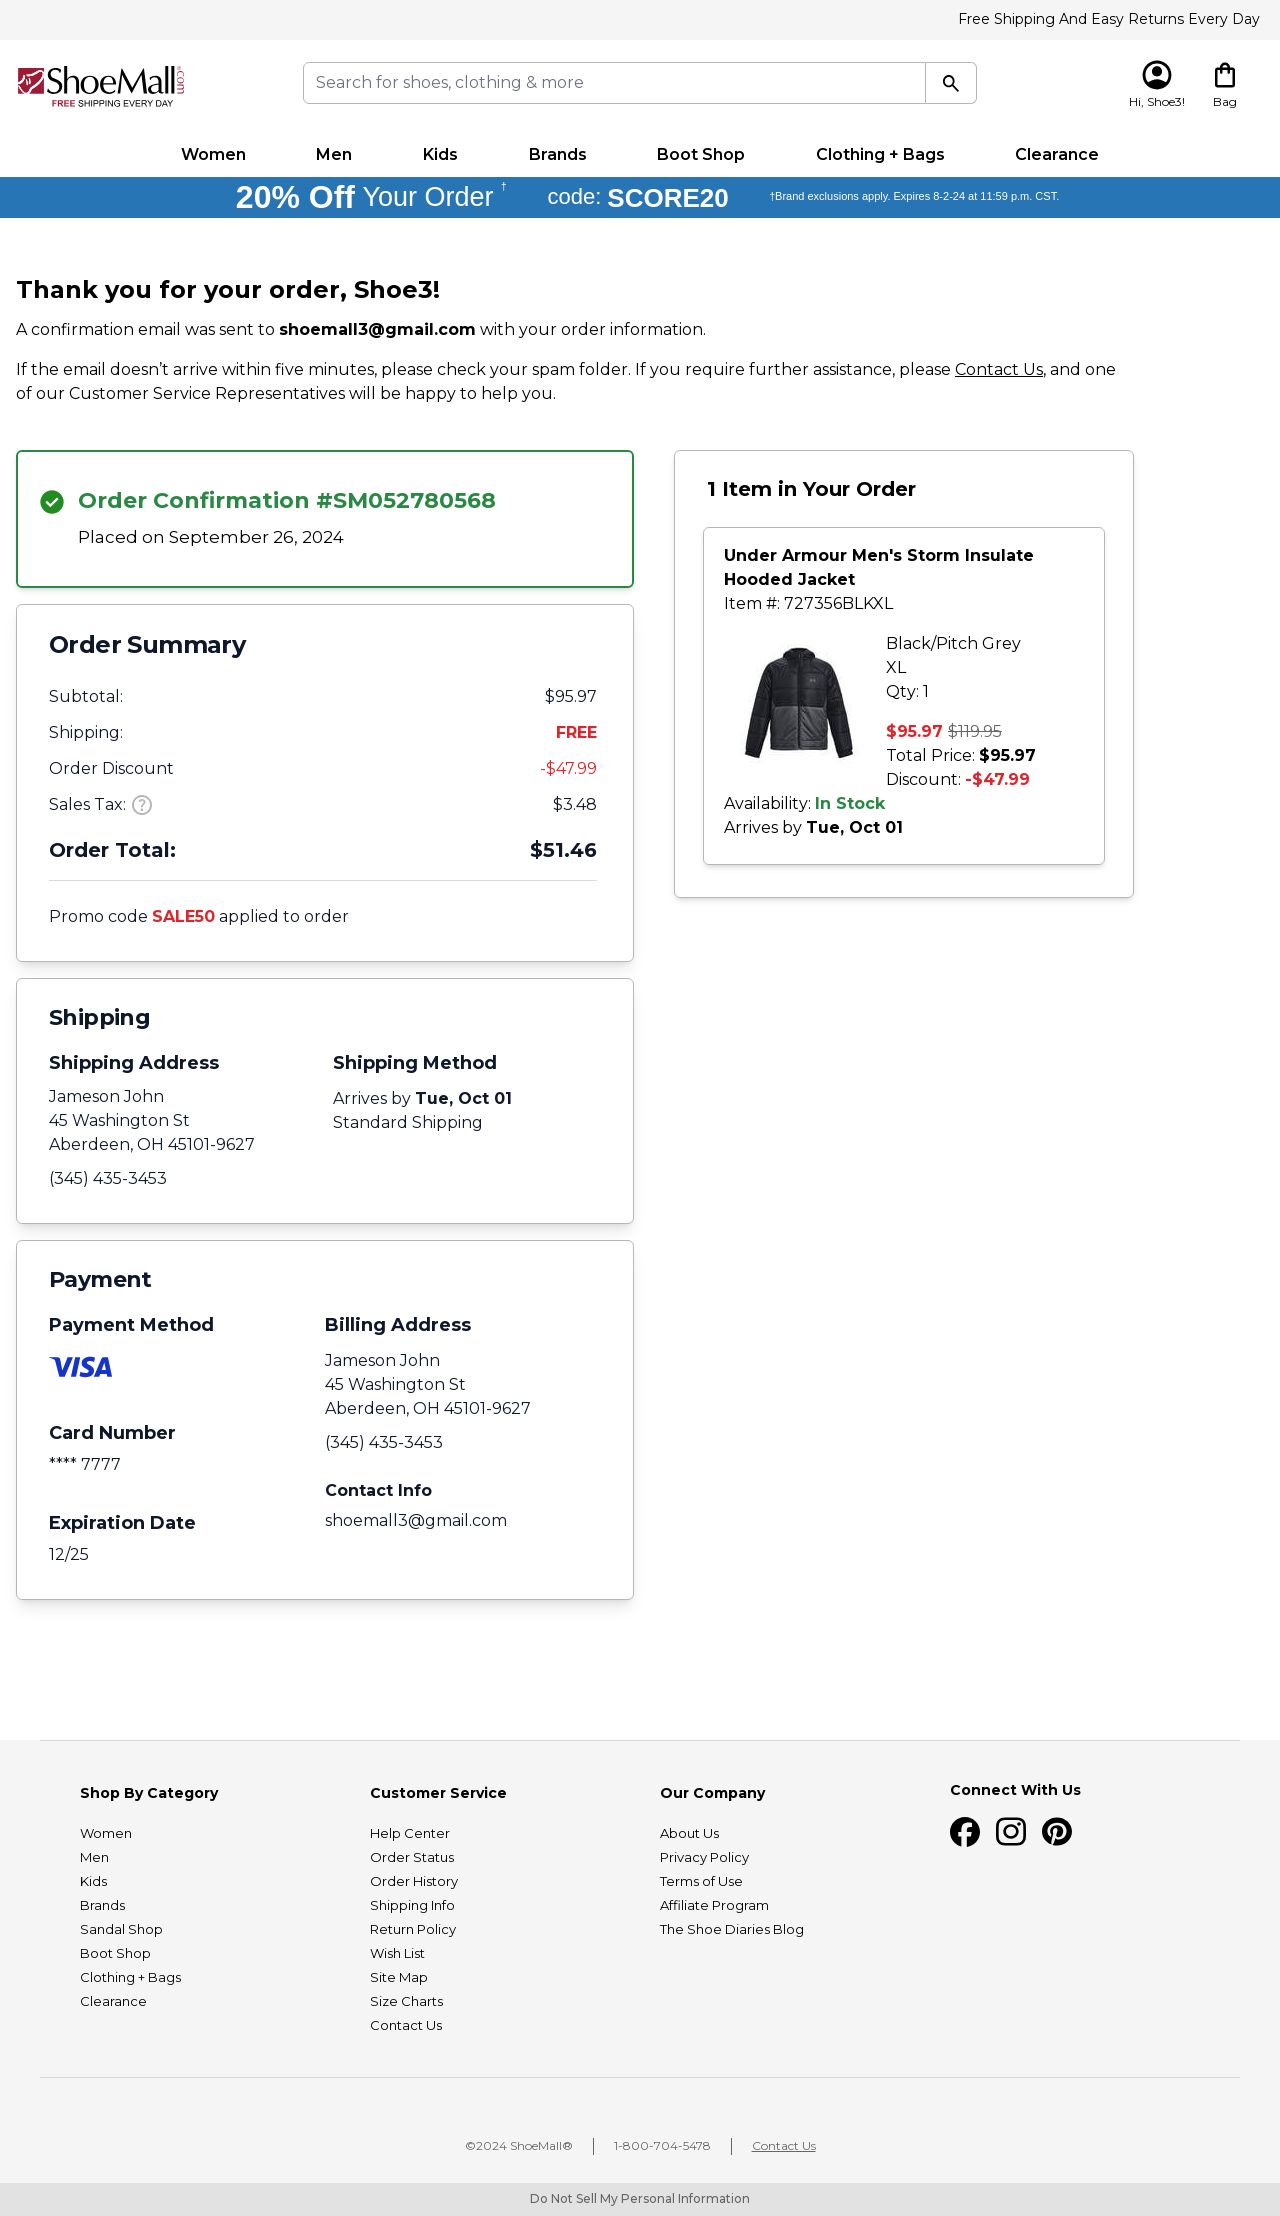 Free Shipping And Easy Returns Every Day
ShoeMall®.com
FREE SHIPPING EVERY DAY
Search for shoes, clothing & more
Hi, Shoe3!
Bag
Women
Men
Kids
Brands
Boot Shop
Clothing + Bags
Clearance
20% Off Your Order †
code: SCORE20
†Brand exclusions apply. Expires 8-2-24 at 11:59 p.m. CST.
Thank you for your order, Shoe3!
A confirmation email was sent to shoemall3@gmail.com with your order information.
If the email doesn’t arrive within five minutes, please check your spam folder. If you require further assistance, please Contact Us, and one
of our Customer Service Representatives will be happy to help you.
Order Confirmation #SM052780568
Placed on September 26, 2024
Order Summary
Subtotal: $95.97
Shipping: FREE
Order Discount -$47.99
Sales Tax: ? $3.48
Order Total: $51.46
Promo code SALE50 applied to order
Shipping
Shipping Address
Jameson John
45 Washington St
Aberdeen, OH 45101-9627
(345) 435-3453
Shipping Method
Arrives by Tue, Oct 01
Standard Shipping
Payment
Payment Method
VISA
Card Number
**** 7777
Expiration Date
12/25
Billing Address
Jameson John
45 Washington St
Aberdeen, OH 45101-9627
(345) 435-3453
Contact Info
shoemall3@gmail.com
1 Item in Your Order
Under Armour Men's Storm Insulate
Hooded Jacket
Item #: 727356BLKXL
Black/Pitch Grey
XL
Qty: 1
$95.97 $119.95
Total Price: $95.97
Discount: -$47.99
Availability: In Stock
Arrives by Tue, Oct 01
Shop By Category
Women
Men
Kids
Brands
Sandal Shop
Boot Shop
Clothing + Bags
Clearance
Customer Service
Help Center
Order Status
Order History
Shipping Info
Return Policy
Wish List
Site Map
Size Charts
Contact Us
Our Company
About Us
Privacy Policy
Terms of Use
Affiliate Program
The Shoe Diaries Blog
Connect With Us
©2024 ShoeMall®
1-800-704-5478
Contact Us
Do Not Sell My Personal Information